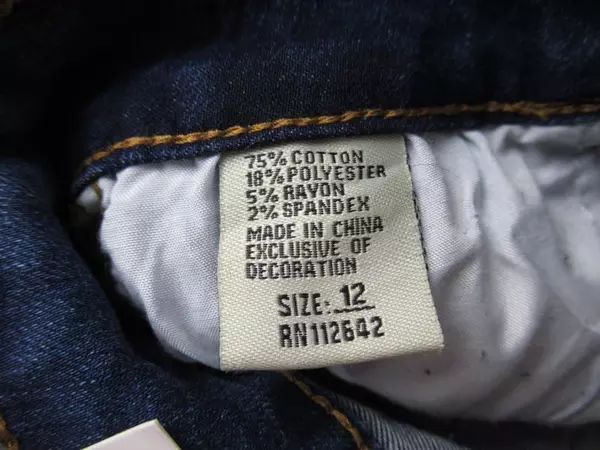 75% COTTON
18% POLYESTER
5% RAYON
2% SPANDEX
MADE IN CHINA
EXCLUSIVE OF
DECORATION
SIZE: 12
RN112642